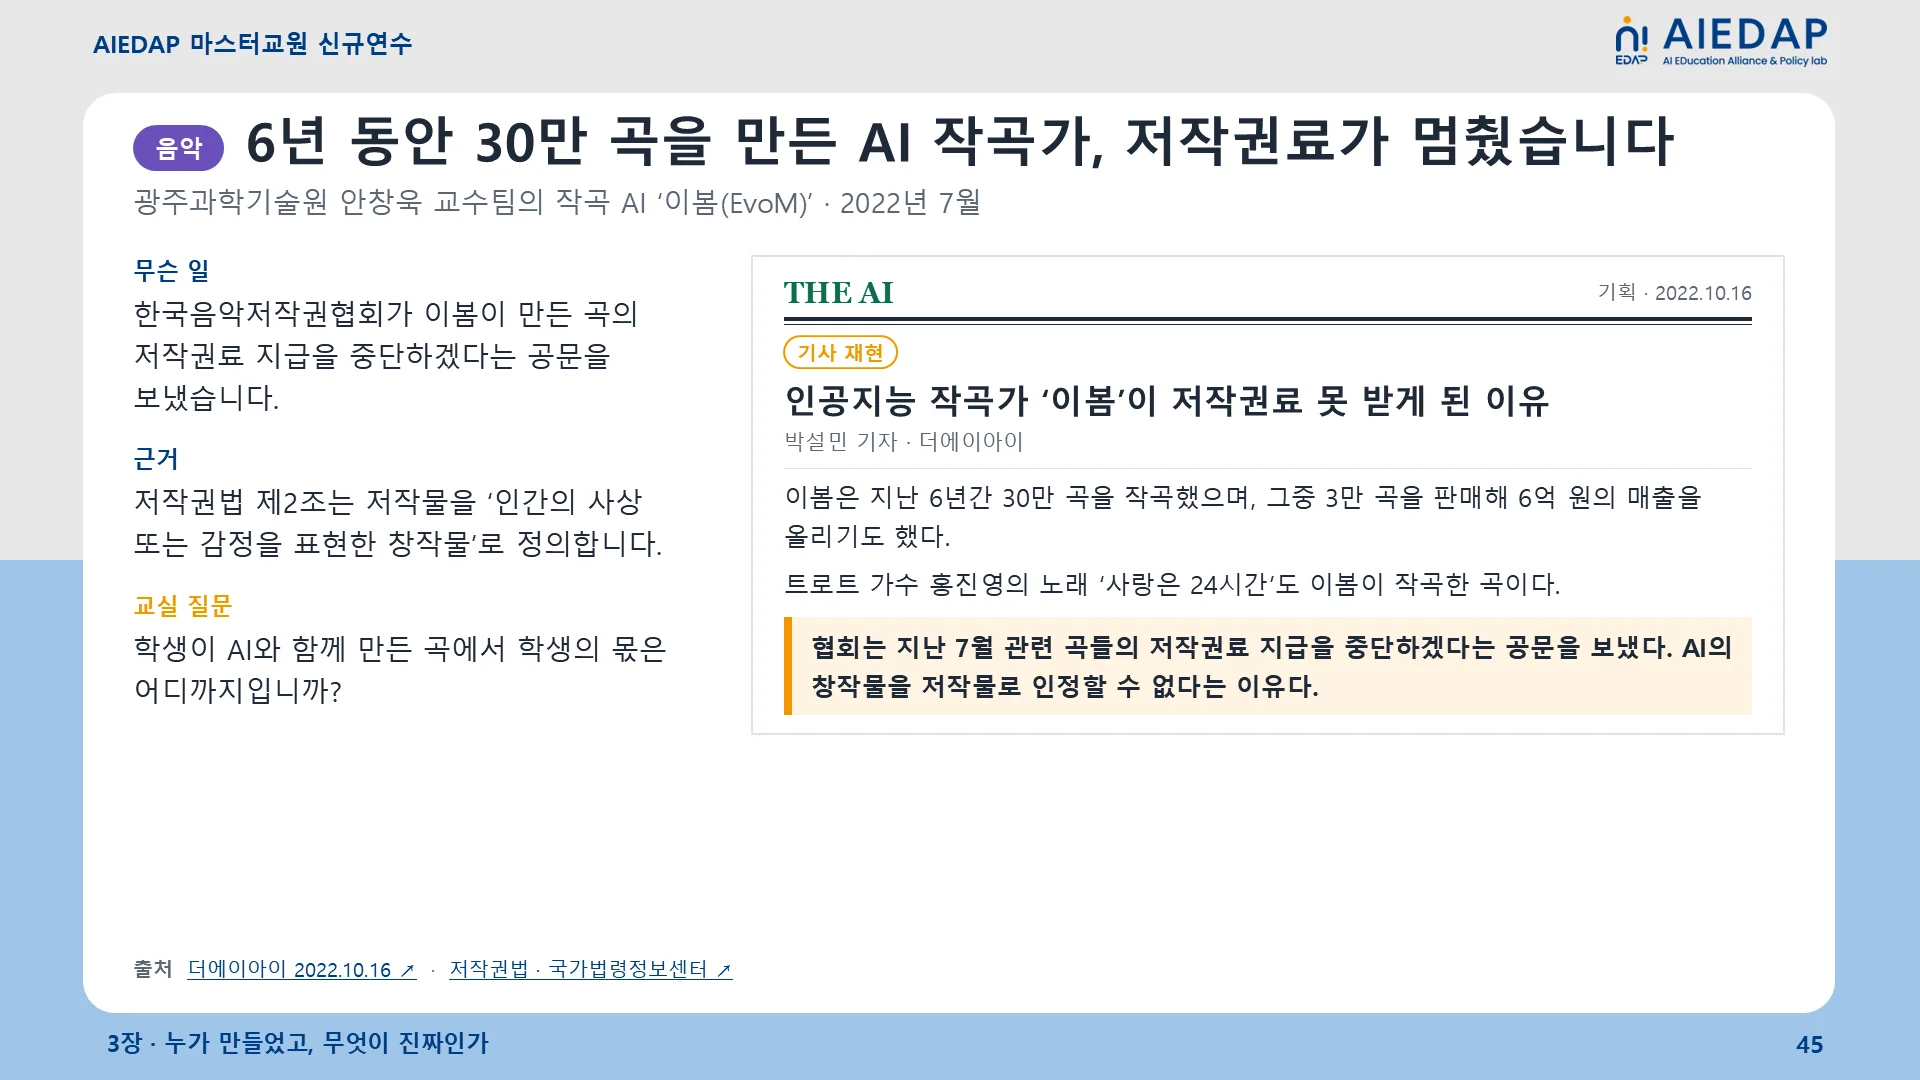 AIEDAP 마스터교원 신규연수
AIEDAP
EDAP
AI EDucation Alliance & Policy lab
음악
6년 동안 30만 곡을 만든 AI 작곡가, 저작권료가 멈췄습니다
광주과학기술원 안창욱 교수팀의 작곡 AI ‘이봄(EvoM)’ · 2022년 7월
무슨 일
한국음악저작권협회가 이봄이 만든 곡의
저작권료 지급을 중단하겠다는 공문을
보냈습니다.
근거
저작권법 제2조는 저작물을 ‘인간의 사상
또는 감정을 표현한 창작물’로 정의합니다.
교실 질문
학생이 AI와 함께 만든 곡에서 학생의 몫은
어디까지입니까?
THE AI
기획 · 2022.10.16
기사 재현
인공지능 작곡가 ‘이봄’이 저작권료 못 받게 된 이유
박설민 기자 · 더에이아이
이봄은 지난 6년간 30만 곡을 작곡했으며, 그중 3만 곡을 판매해 6억 원의 매출을
올리기도 했다.
트로트 가수 홍진영의 노래 ‘사랑은 24시간’도 이봄이 작곡한 곡이다.
협회는 지난 7월 관련 곡들의 저작권료 지급을 중단하겠다는 공문을 보냈다. AI의
창작물을 저작물로 인정할 수 없다는 이유다.
출처 더에이아이 2022.10.16 ↗ · 저작권법 · 국가법령정보센터 ↗
3장 · 누가 만들었고, 무엇이 진짜인가
45